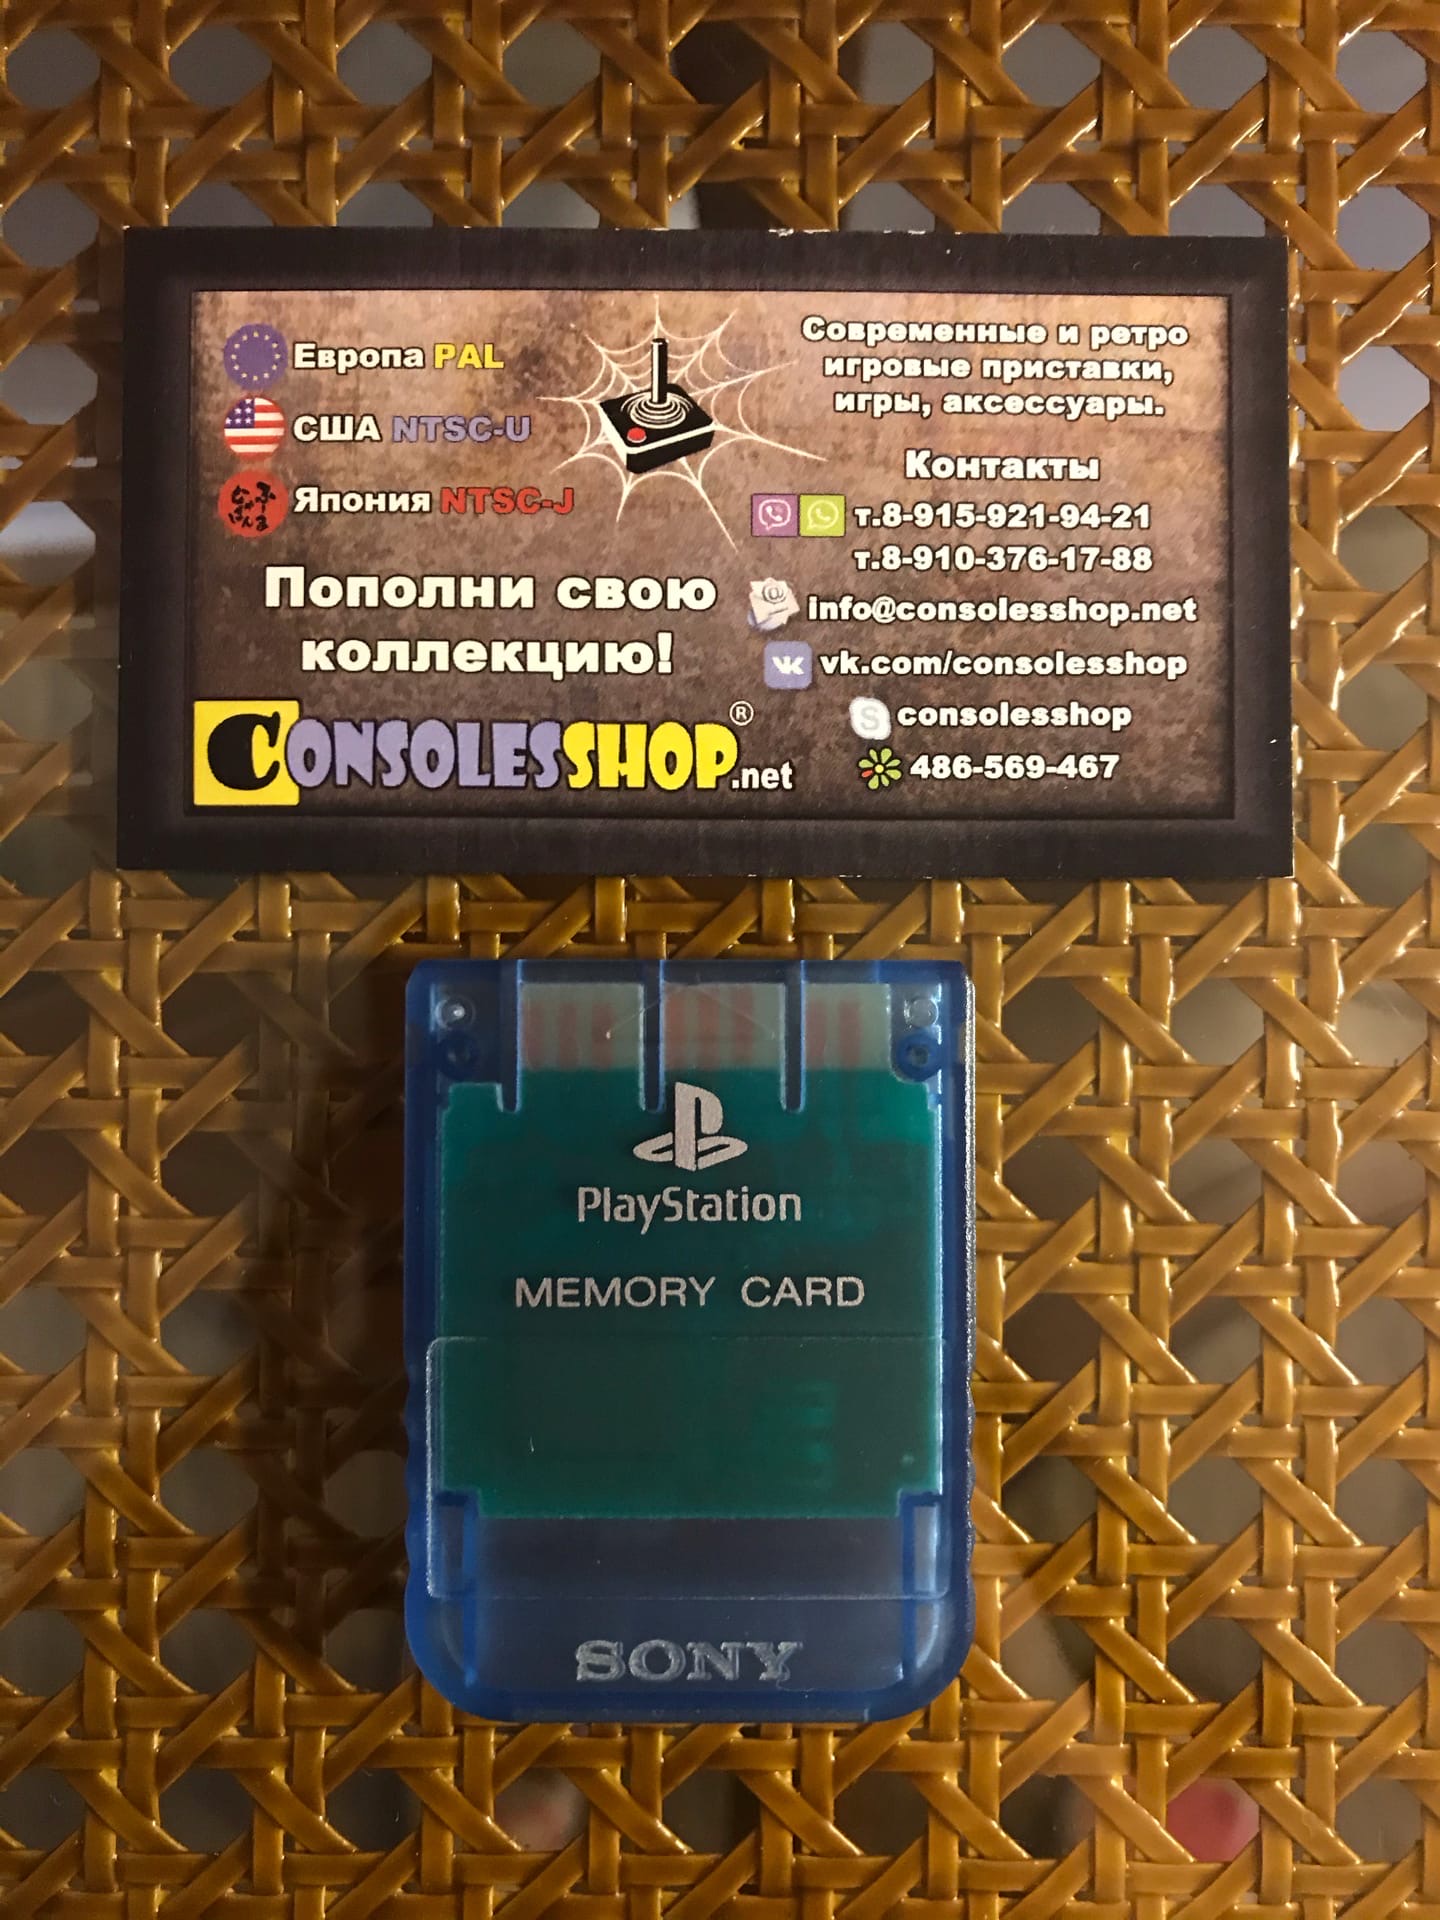 Европа PAL
США NTSC-U
Япония NTSC-J
Пополни свою
коллекцию!
CONSOLESSHOP.net
®
Современные и ретро
игровые приставки,
игры, аксессуары.
Контакты
т.8-915-921-94-21
т.8-910-376-17-88
info@consolesshop.net
vk.com/consolesshop
consolesshop
486-569-467
PlayStation
MEMORY CARD
SONY